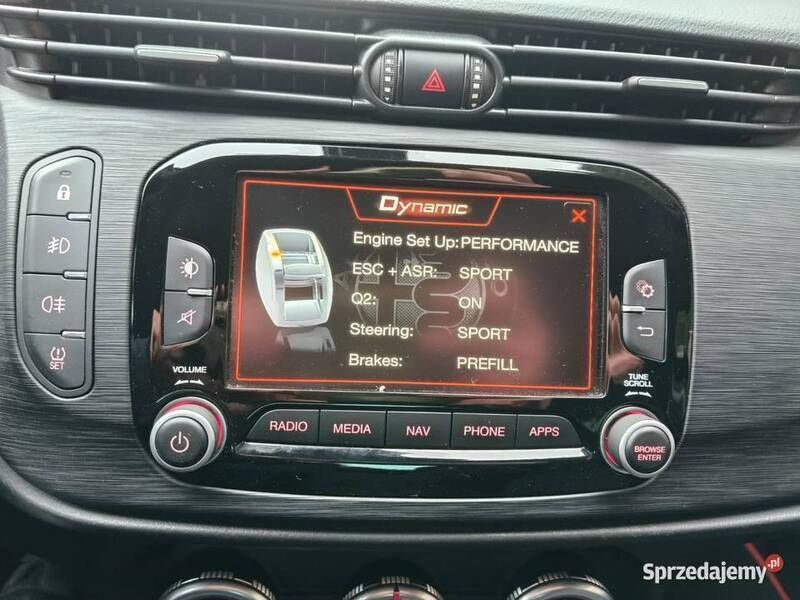 Dynamic
Engine Set Up: PERFORMANCE
ESC + ASR: SPORT
Q2: ON
Steering: SPORT
Brakes: PREFILL
SET
VOLUME
TUNE
SCROLL
RADIO
MEDIA
NAV
PHONE
APPS
BROWSE
ENTER
Sprzedajemy.pl